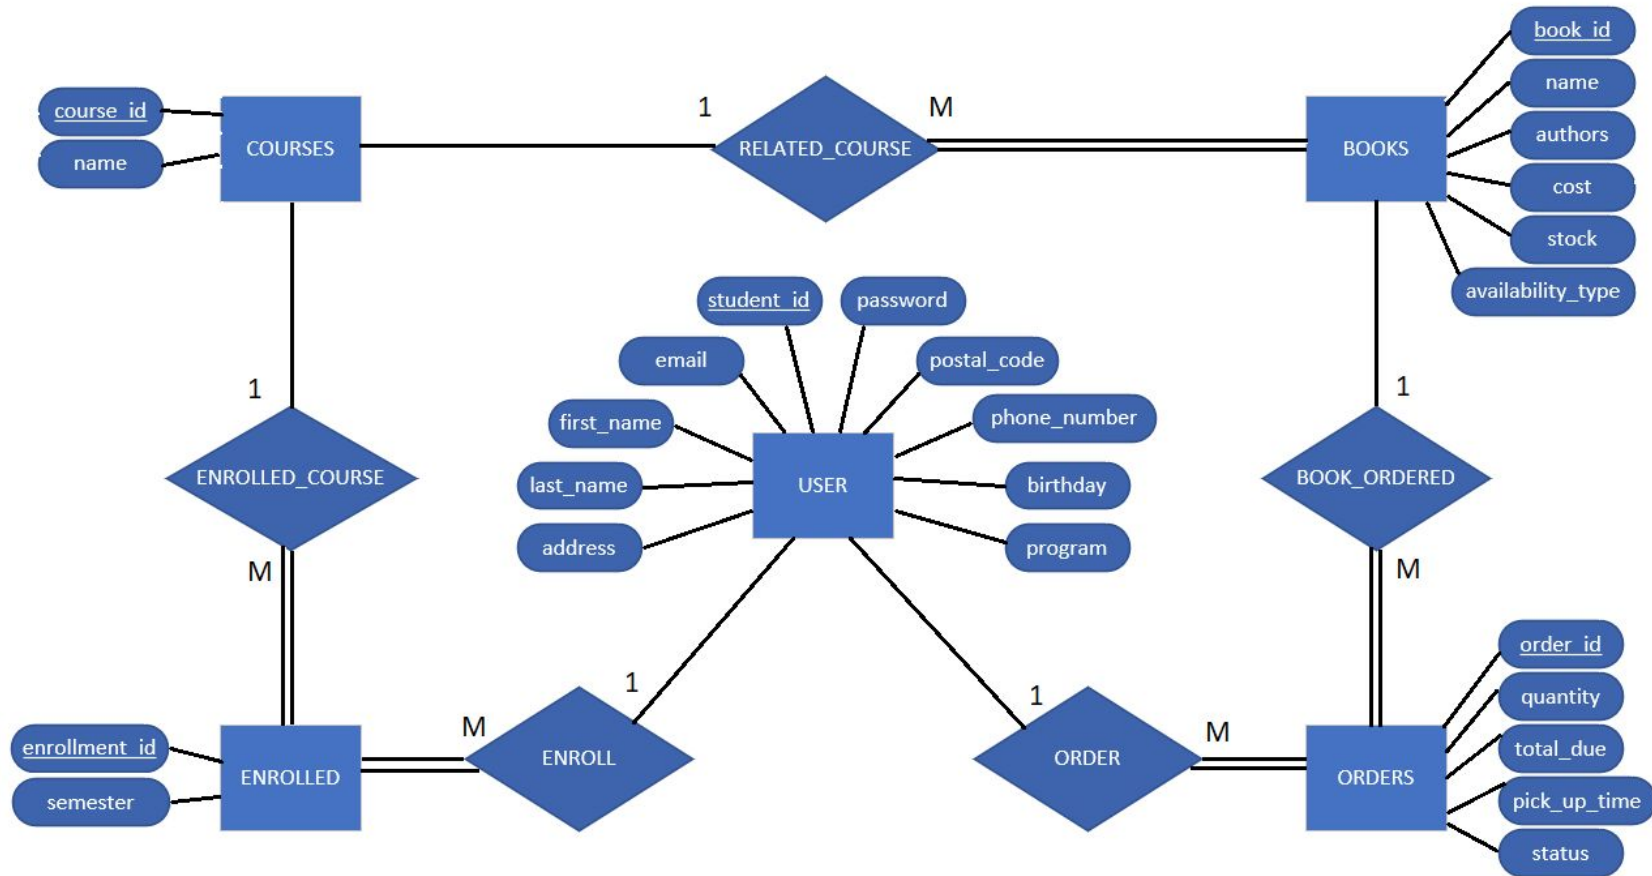 book_id
course_id
name
COURSES
1
RELATED_COURSE
M
BOOKS
name
authors
cost
stock
availability_type
student_id
password
email
postal_code
first_name
phone_number
last_name
USER
birthday
address
program
1
ENROLLED_COURSE
M
1
BOOK_ORDERED
M
enrollment_id
semester
ENROLLED
M
ENROLL
1
1
ORDER
M
ORDERS
order_id
quantity
total_due
pick_up_time
status